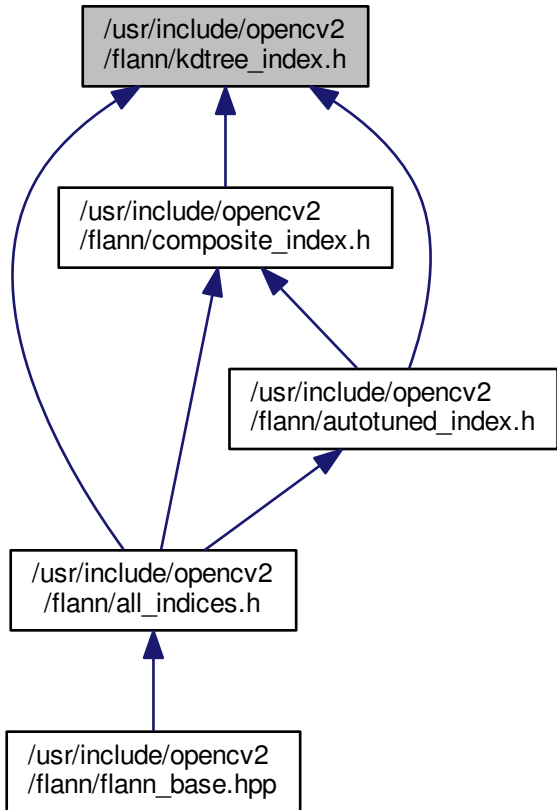 /usr/include/opencv2
/flann/kdtree_index.h
/usr/include/opencv2
/flann/composite_index.h
/usr/include/opencv2
/flann/autotuned_index.h
/usr/include/opencv2
/flann/all_indices.h
/usr/include/opencv2
/flann/flann_base.hpp